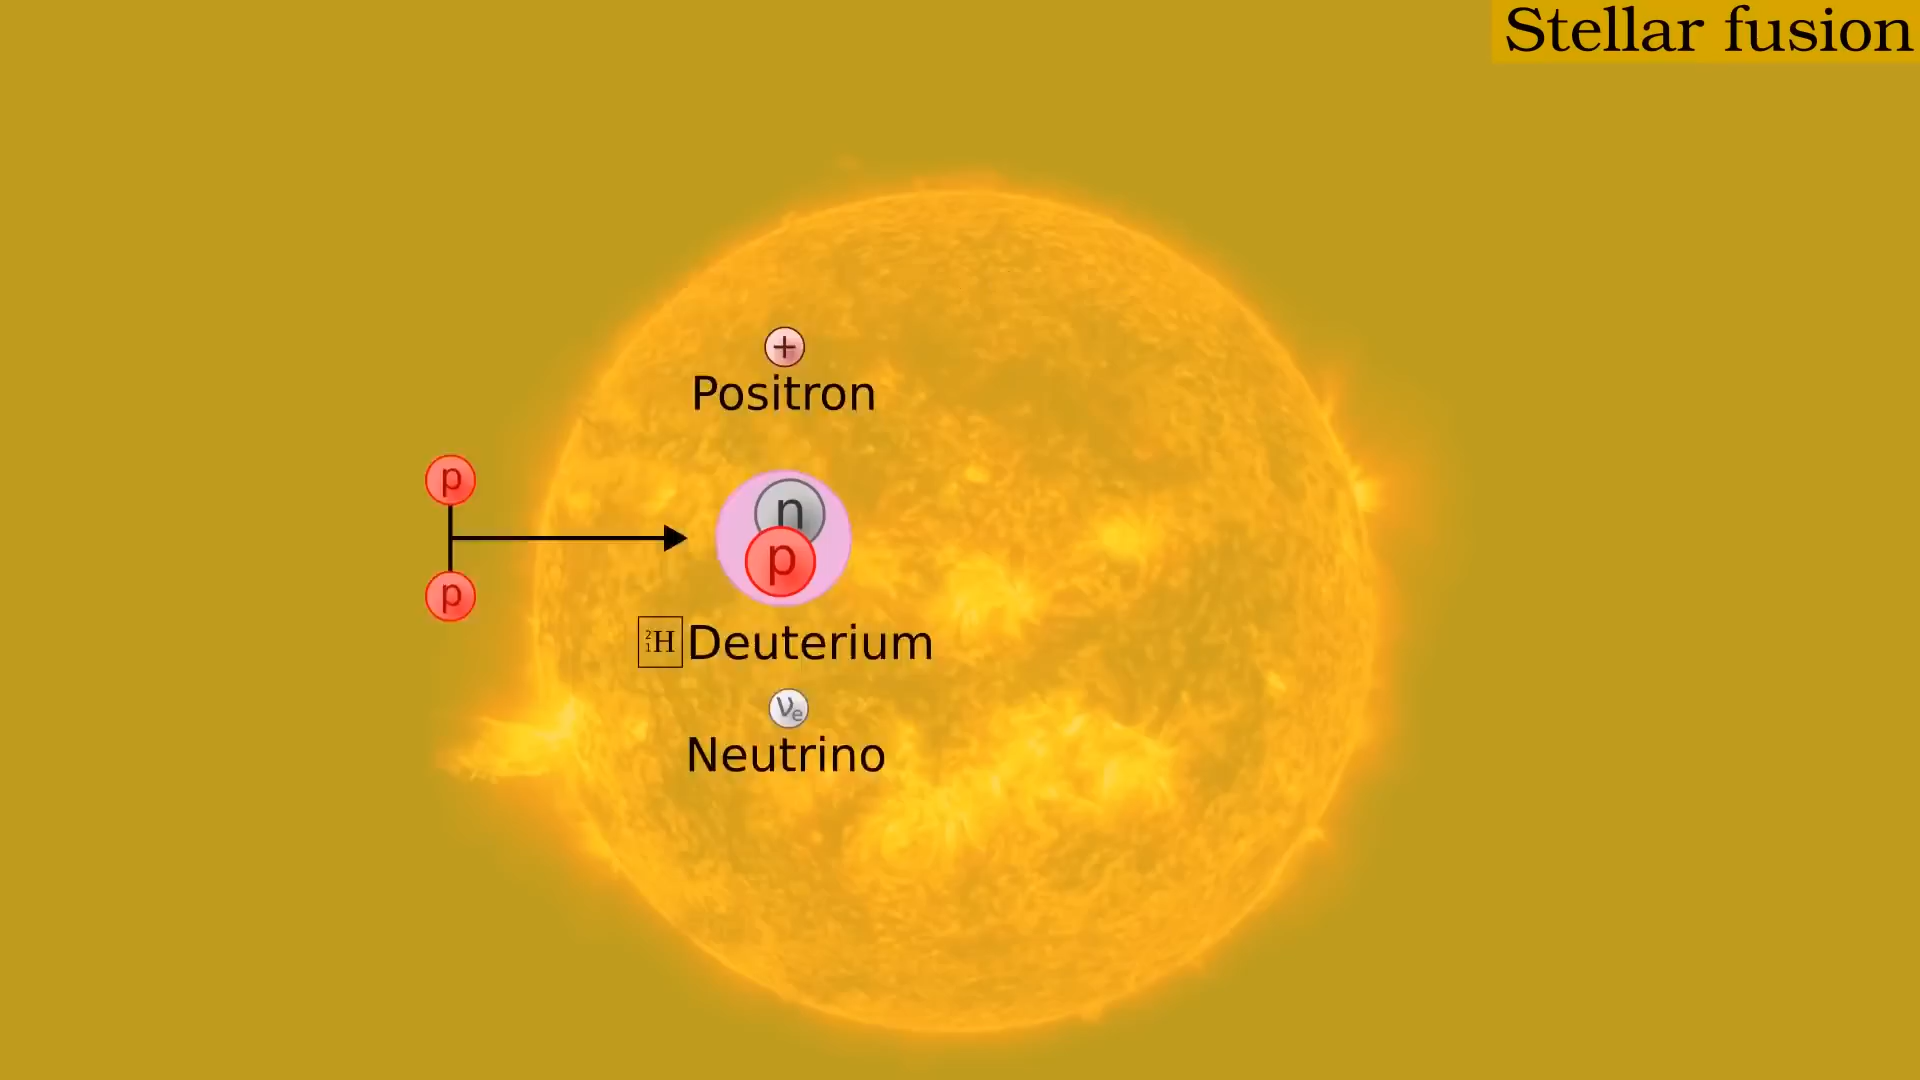 Stellar fusion
+
Positron
p
n
p
p
²₁H Deuterium
νe
Neutrino